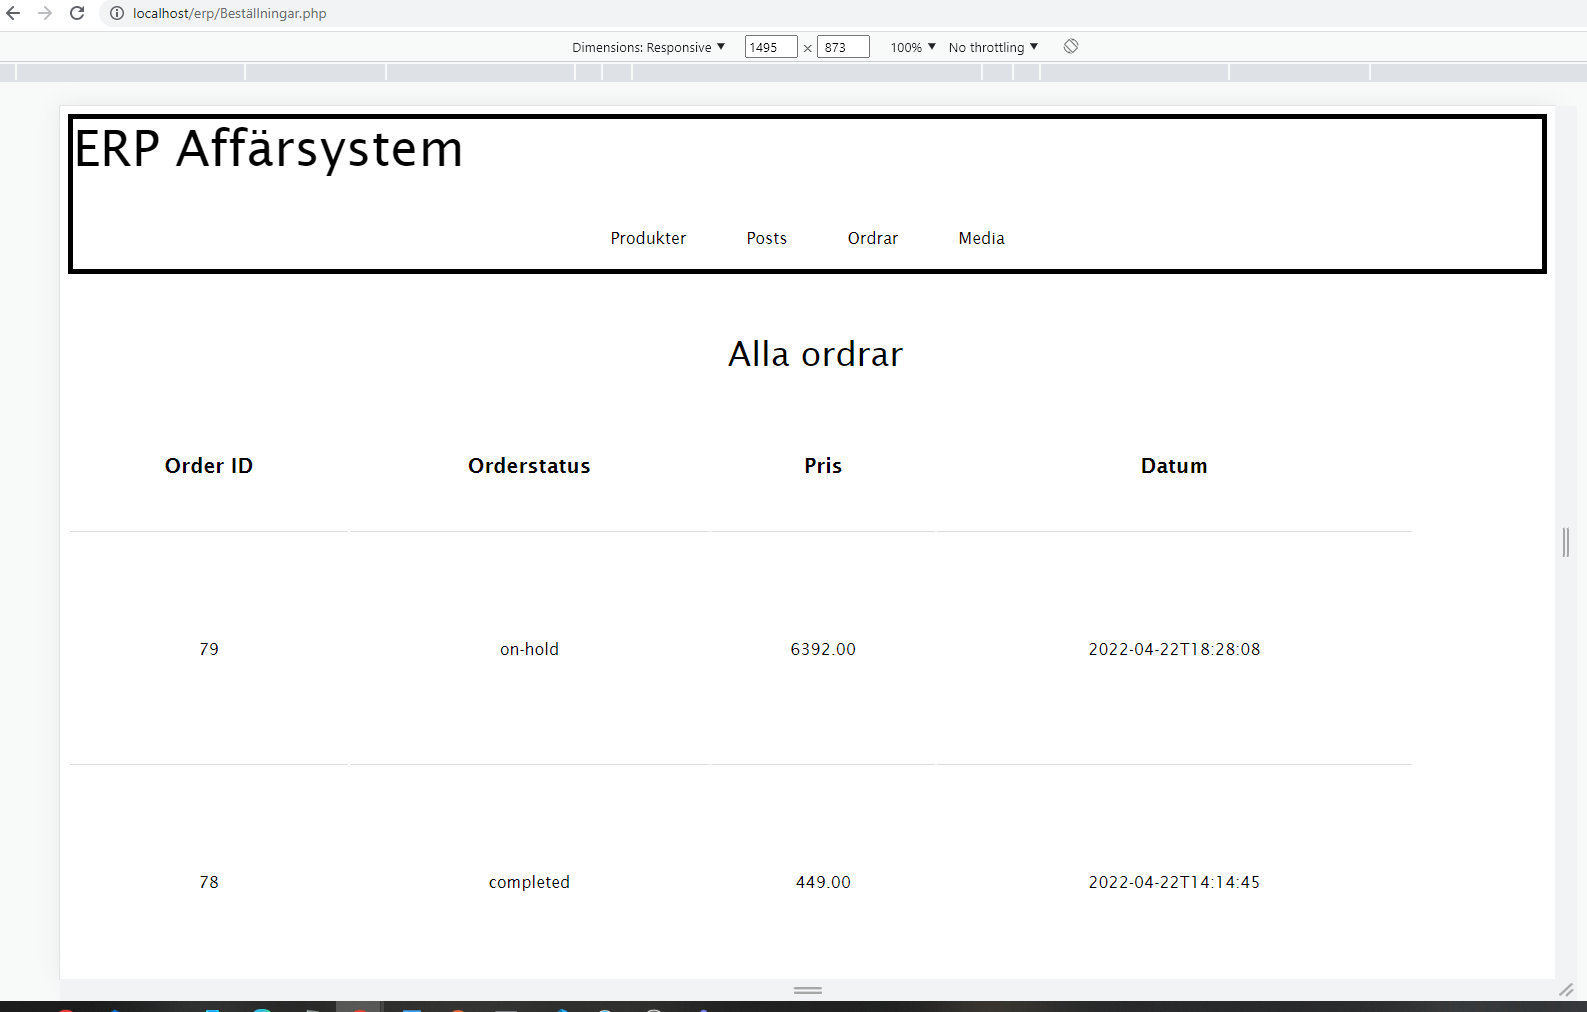 localhost/erp/Beställningar.php
Dimensions: Responsive ▼ 1495 × 873 100% ▼ No throttling ▼
ERP Affärsystem
Produkter Posts Ordrar Media
Alla ordrar
Order ID Orderstatus Pris Datum
79 on-hold 6392.00 2022-04-22T18:28:08
78 completed 449.00 2022-04-22T14:14:45